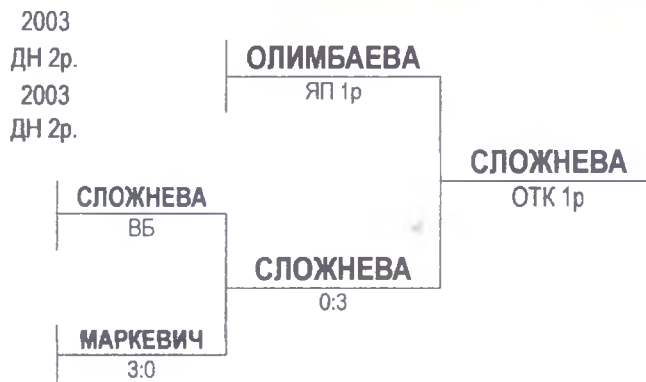 2003
ДН 2р.
2003
ДН 2р.
ОЛИМБАЕВА
ЯП 1р
СЛОЖНЕВА
ОТК 1р
СЛОЖНЕВА
ВБ
СЛОЖНЕВА
0:3
МАРКЕВИЧ
3:0